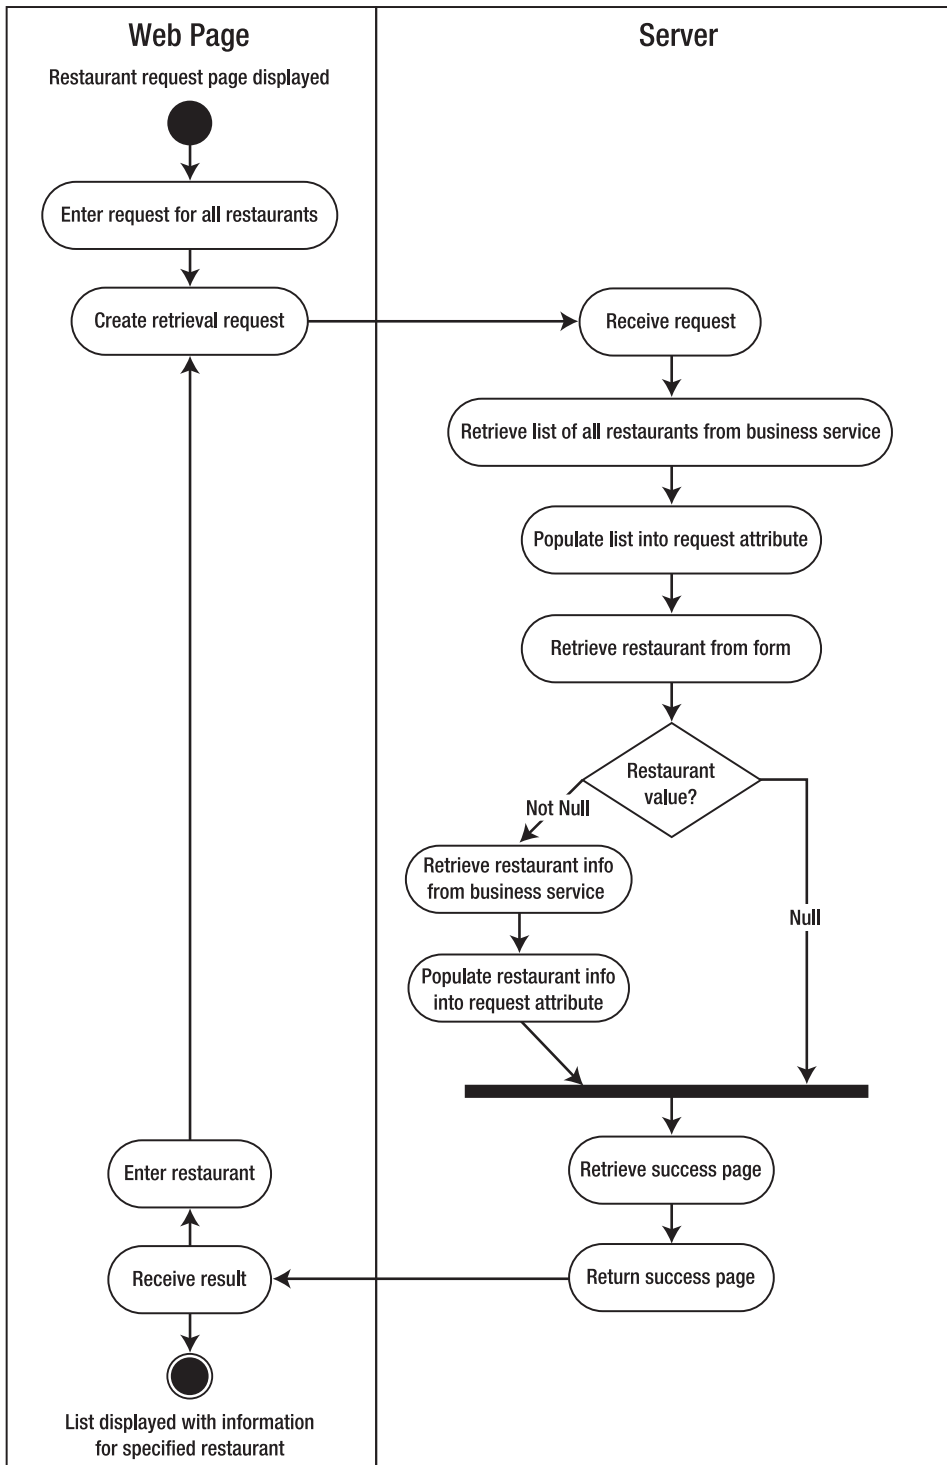 Web Page
Server
Restaurant request page displayed
Enter request for all restaurants
Create retrieval request
Receive request
Retrieve list of all restaurants from business service
Populate list into request attribute
Retrieve restaurant from form
Restaurant
value?
Not Null
Retrieve restaurant info
from business service
Null
Populate restaurant info
into request attribute
Enter restaurant
Retrieve success page
Receive result
Return success page
List displayed with information
for specified restaurant